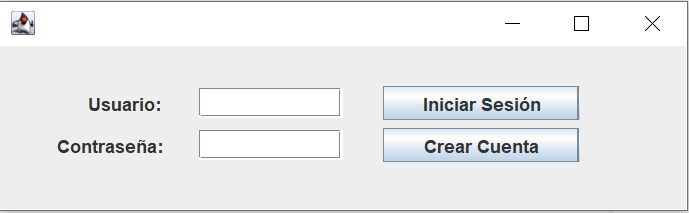 Usuario:
Iniciar Sesión
Contraseña:
Crear Cuenta